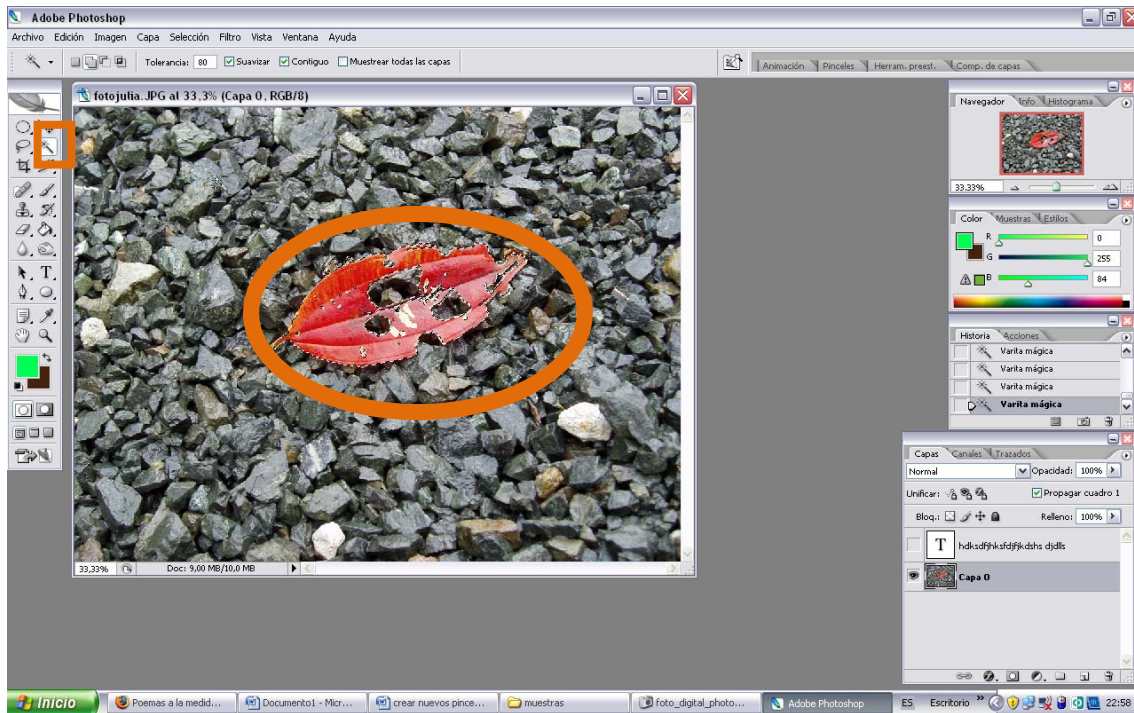 Adobe Photoshop
Archivo Edición Imagen Capa Selección Filtro Vista Ventana Ayuda
Tolerancia: 80 Suavizar Contiguo Muestrear todas las capas
Animación Pinceles Herram. preest. Comp. de capas
fotojulia.JPG al 33,3% (Capa 0, RGB/8)
Navegador Info Histograma
33.33%
Color Muestras Estilos
R 0
G 255
B 84
Historia Acciones
Varita mágica
Varita mágica
Varita mágica
Varita mágica
Capas Canales Trazados
Normal Opacidad: 100%
Unificar: Propagar cuadro 1
Bloq.: Relleno: 100%
T hdksdfjhksfdjfjkdshs djdlls
Capa 0
33,33% Doc: 9,00 MB/10,0 MB
Inicio Poemas a la medid... Documento1 - Micr... crear nuevos pince... muestras foto_digital_photo... Adobe Photoshop ES Escritorio » 22:58